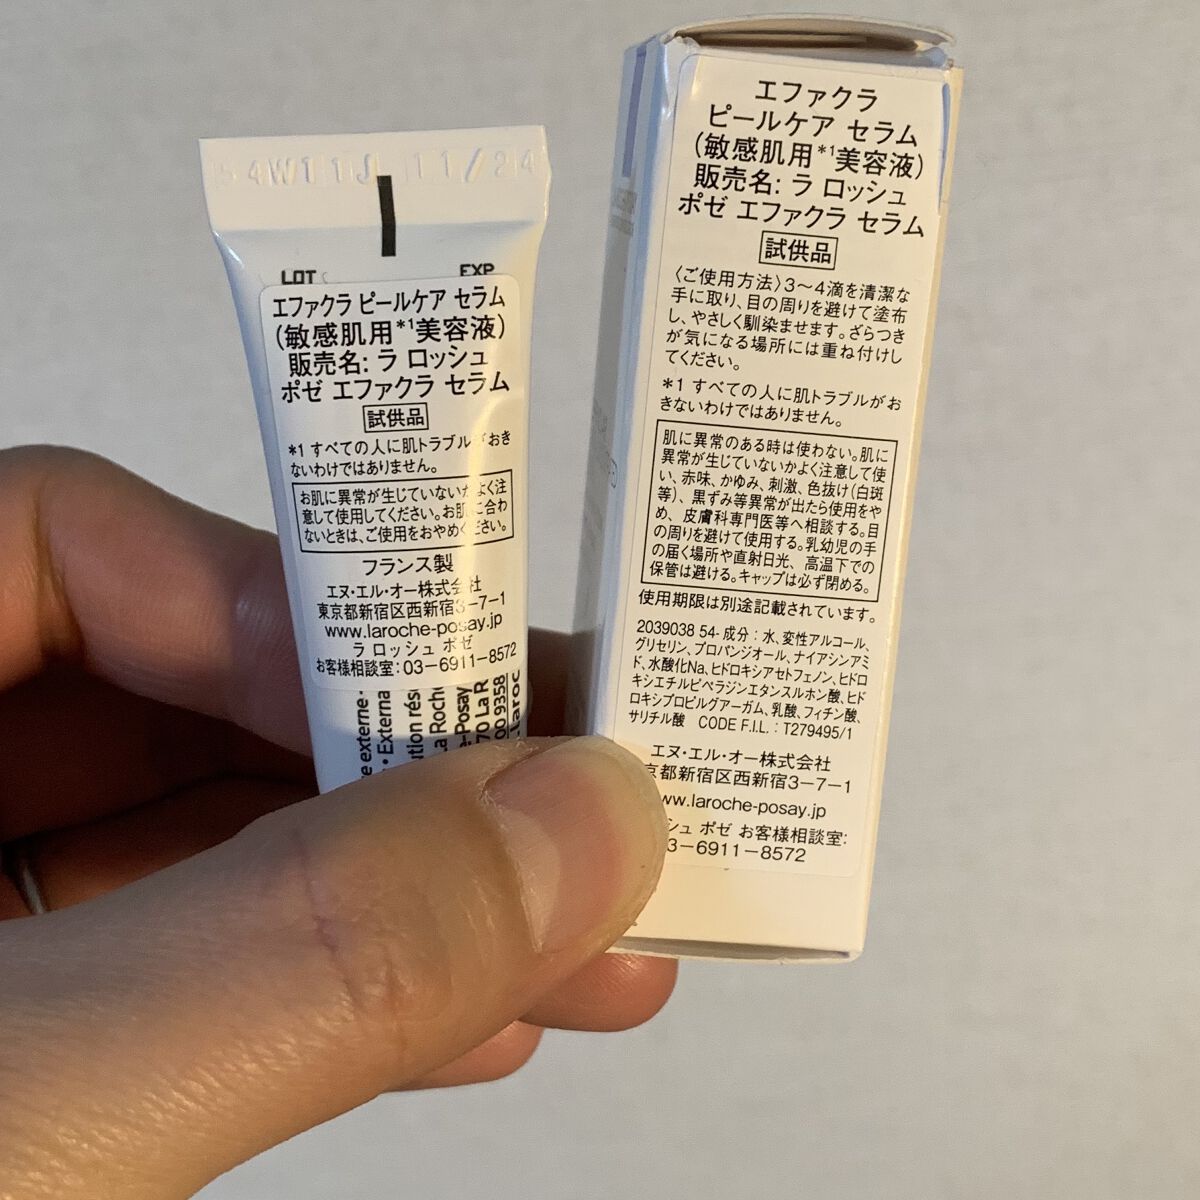 54W11J 11/24
LOT
EXP
エファクラ ピールケア セラム
(敏感肌用*1美容液)
販売名: ラ ロッシュ
ポゼ エファクラ セラム
試供品
*1 すべての人に肌トラブルがおき
ないわけではありません。
お肌に異常が生じていないかよく注
意して使用してください。お肌に合わ
ないときは、ご使用をおやめください。
フランス製
エヌ・エル・オー株式会社
東京都新宿区西新宿3-7-1
www.laroche-posay.jp
ラ ロッシュ ポゼ
お客様相談室:03-6911-8572
e externe
Externa
ution rés
La Roche
-Posay
70 La R
00 9358
laroc
エファクラ
ピールケア セラム
(敏感肌用*1美容液)
販売名: ラ ロッシュ
ポゼ エファクラ セラム
試供品
〈ご使用方法〉3〜4滴を清潔な
手に取り、目の周りを避けて塗布
し、やさしく馴染ませます。ざらつき
が気になる場所には重ね付けし
てください。
*1 すべての人に肌トラブルがお
きないわけではありません。
肌に異常のある時は使わない。肌に
異常が生じていないかよく注意して使
い、赤味、かゆみ、刺激、色抜け(白斑
等)、黒ずみ等異常が出たら使用をや
め、皮膚科専門医等へ相談する。目
の周りを避けて使用する。乳幼児の手
の届く場所や直射日光、高温下での
保管は避ける。キャップは必ず閉める。
使用期限は別途記載されています。
2039038 54- 成分：水、変性アルコール、
グリセリン、プロパンジオール、ナイアシンアミ
ド、水酸化Na、ヒドロキシアセトフェノン、ヒドロ
キシエチルピペラジンエタンスルホン酸、ヒド
ロキシプロピルグアーガム、乳酸、フィチン酸、
サリチル酸 CODE F.I.L. : T279495/1
エヌ・エル・オー株式会社
京都新宿区西新宿3-7-1
ww.laroche-posay.jp
シュ ポゼ お客様相談室:
3-6911-8572